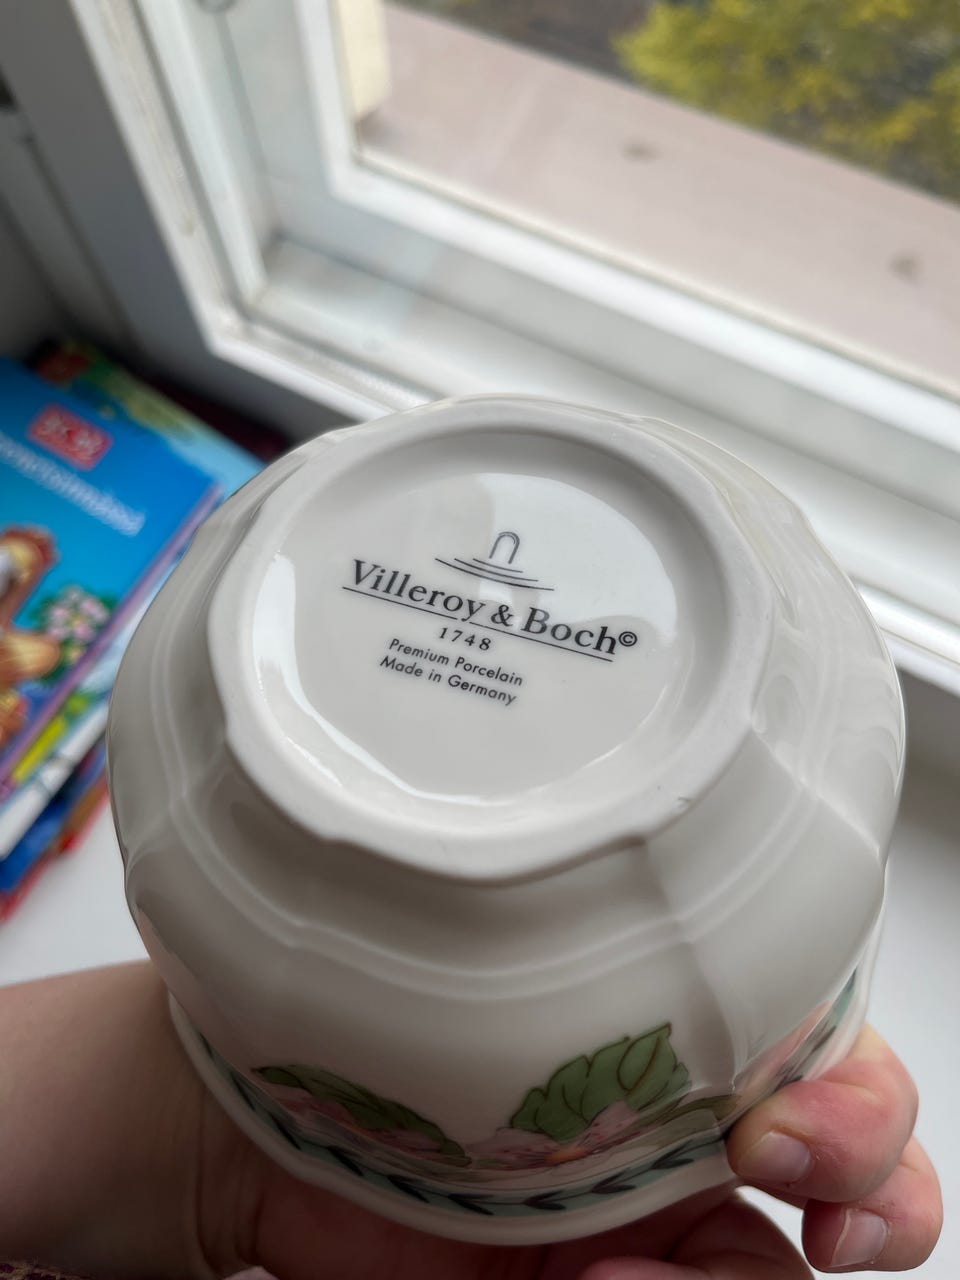 Villeroy & Boch©
1748
Premium Porcelain
Made in Germany